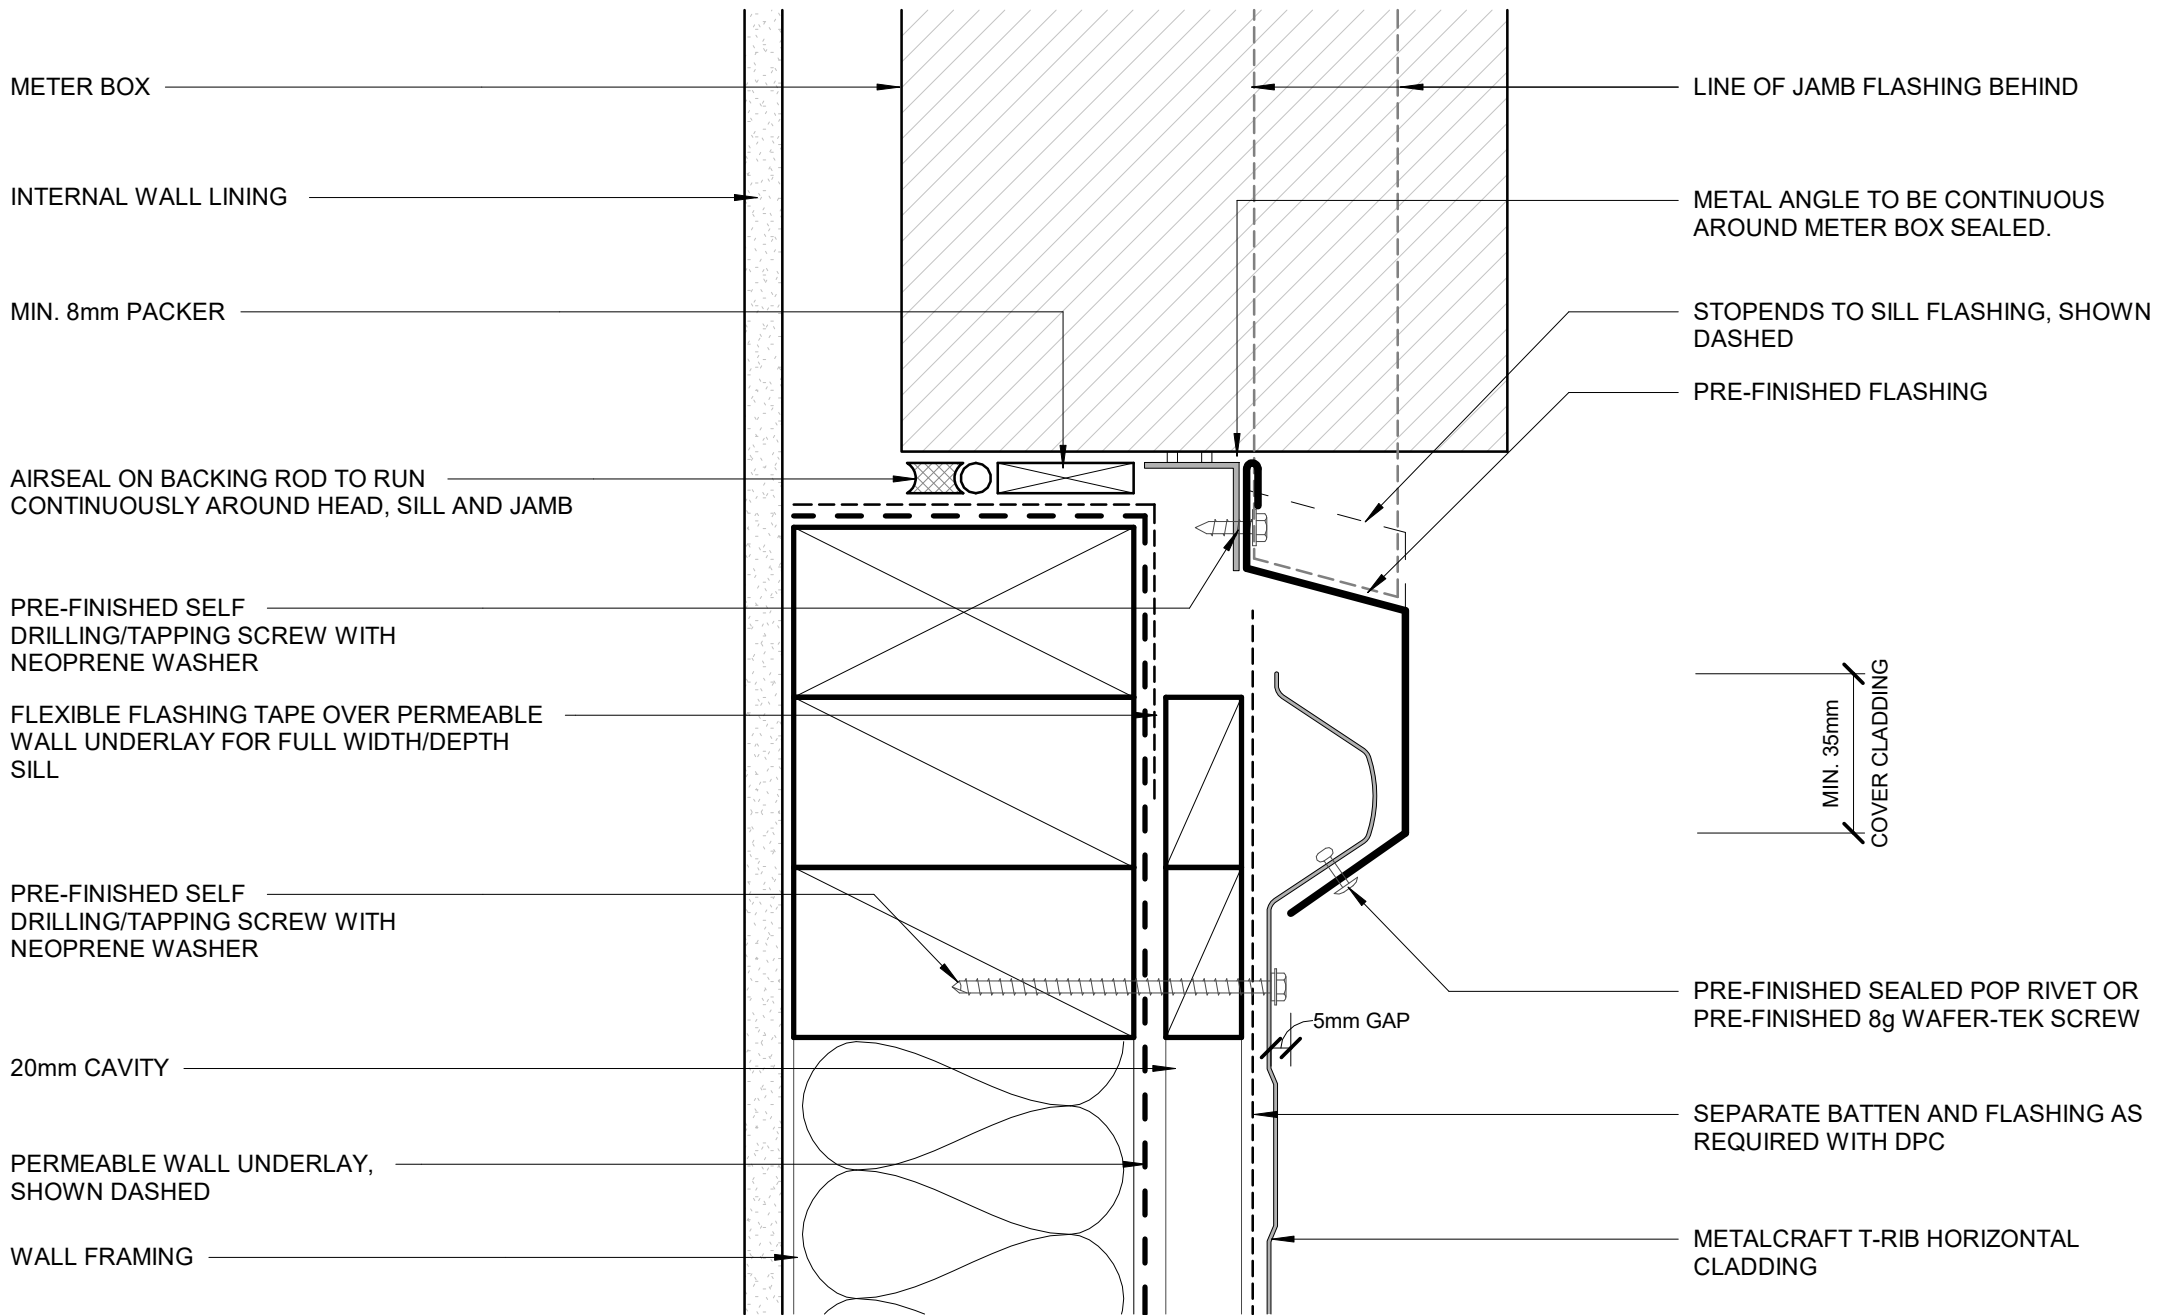 METER BOX
INTERNAL WALL LINING
MIN. 8mm PACKER
AIRSEAL ON BACKING ROD TO RUN
CONTINUOUSLY AROUND HEAD, SILL AND JAMB
PRE-FINISHED SELF
DRILLING/TAPPING SCREW WITH
NEOPRENE WASHER
FLEXIBLE FLASHING TAPE OVER PERMEABLE
WALL UNDERLAY FOR FULL WIDTH/DEPTH
SILL
PRE-FINISHED SELF
DRILLING/TAPPING SCREW WITH
NEOPRENE WASHER
20mm CAVITY
PERMEABLE WALL UNDERLAY,
SHOWN DASHED
WALL FRAMING
5mm GAP
LINE OF JAMB FLASHING BEHIND
METAL ANGLE TO BE CONTINUOUS
AROUND METER BOX SEALED.
STOPENDS TO SILL FLASHING, SHOWN
DASHED
PRE-FINISHED FLASHING
MIN. 35mm
COVER CLADDING
PRE-FINISHED SEALED POP RIVET OR
PRE-FINISHED 8g WAFER-TEK SCREW
SEPARATE BATTEN AND FLASHING AS
REQUIRED WITH DPC
METALCRAFT T-RIB HORIZONTAL
CLADDING